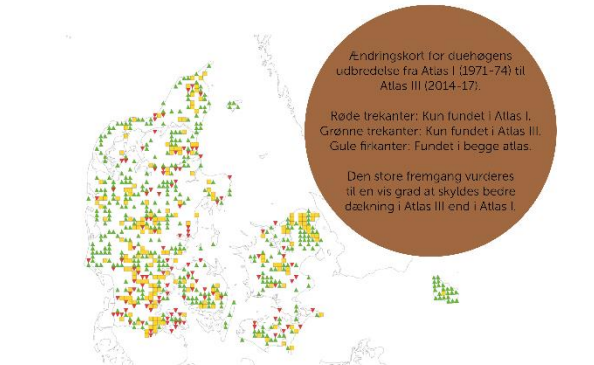 Ændringskort for duehøgens
udbredelse fra Atlas I (1971-74) til
Atlas III (2014-17).
Røde trekanter: Kun fundet i Atlas I.
Grønne trekanter: Kun fundet i Atlas III.
Gule firkanter: Fundet i begge atlas.
Den store fremgang vurderes
til en vis grad at skyldes bedre
dækning i Atlas III end i Atlas I.